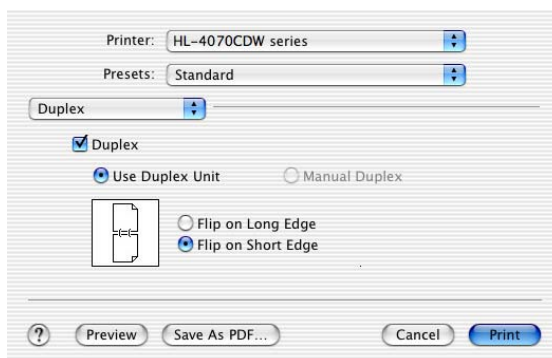 Printer: HL-4070CDW series
Presets: Standard
Duplex
Duplex
Use Duplex Unit Manual Duplex
Flip on Long Edge
Flip on Short Edge
? Preview Save As PDF... Cancel Print